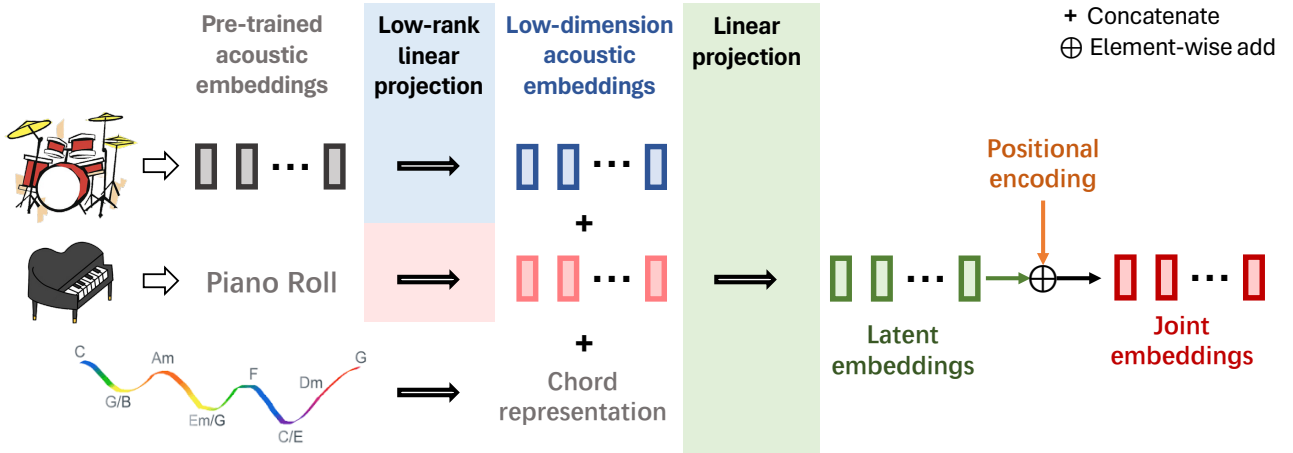 Pre-trained
acoustic
embeddings
Low-rank
linear
projection
Low-dimension
acoustic
embeddings
Linear
projection
+ Concatenate
⊕ Element-wise add
...
...
+
Positional
encoding
Piano Roll
...
...
...
+
Latent
embeddings
Joint
embeddings
C
G/B
Am
Em/G
F
C/E
Dm
G
Chord
representation